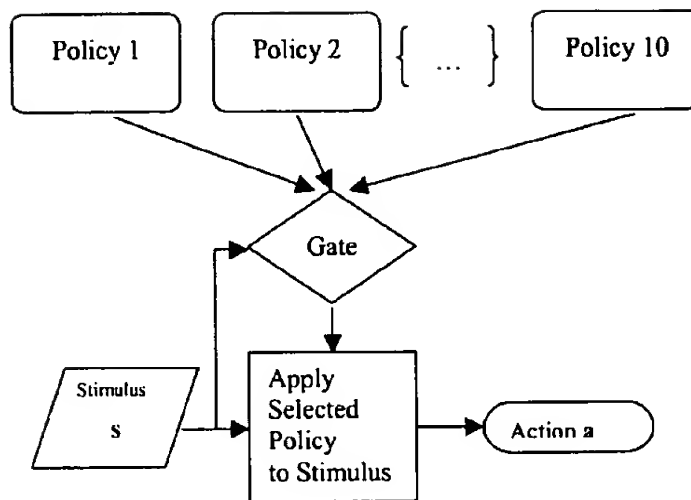 Policy 1
Policy 2
{ ... }
Policy 10
Gate
Stimulus
s
Apply
Selected
Policy
to Stimulus
Action a